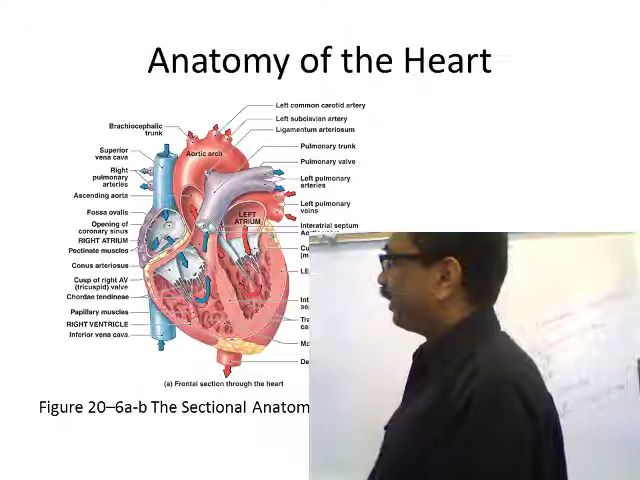 Anatomy of the Heart
Left common carotid artery
Left subclavian artery
Ligamentum arteriosum
Pulmonary trunk
Pulmonary valve
Left pulmonary
arteries
Left pulmonary
veins
Interatrial septum
Brachiocephalic
trunk
Superior
vena cava
Right
pulmonary
arteries
Ascending aorta
Fossa ovalis
Opening of
coronary sinus
RIGHT ATRIUM
Pectinate muscles
Conus arteriosus
Cusp of right AV
(tricuspid) valve
Chordae tendineae
Papillary muscles
RIGHT VENTRICLE
Inferior vena cava
Aortic arch
LEFT
ATRIUM
(a) Frontal section through the heart
Figure 20–6a-b The Sectional Anatom